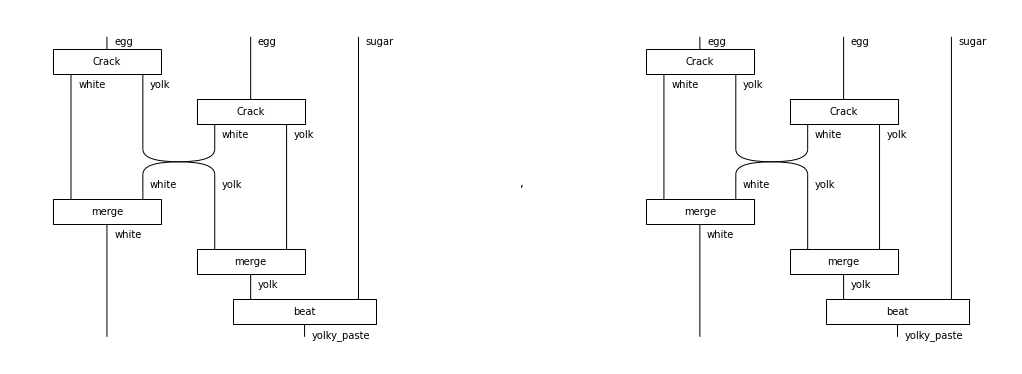 egg egg sugar egg egg sugar
Crack Crack
white yolk white yolk
Crack Crack
white yolk white yolk
white yolk , white yolk
merge merge
white white
merge merge
yolk yolk
beat beat
yolky_paste yolky_paste